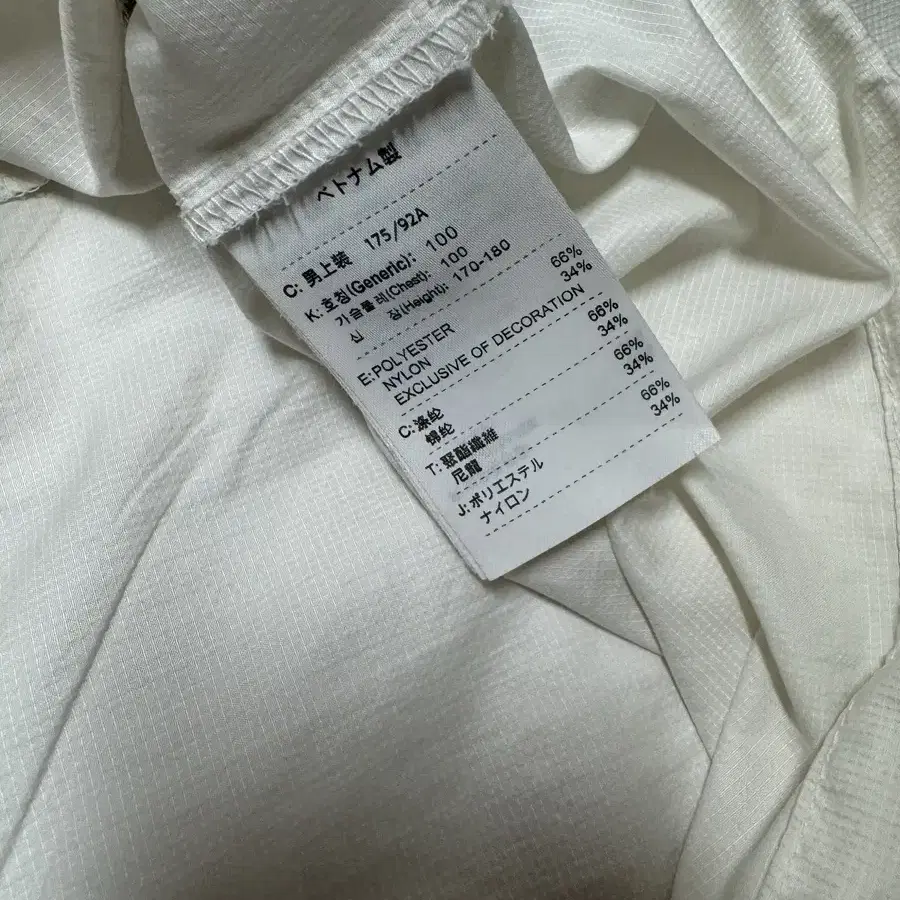 ベトナム製
C: 男上装 175/92A
K: 호칭(Generic): 100
가슴둘레(Chest): 100
신 장(Height): 170-180
E:POLYESTER 66%
NYLON 34%
EXCLUSIVE OF DECORATION
C: 涤纶 66%
锦纶 34%
T: 聚酯纖維 66%
尼龍 34%
J: ポリエステル 66%
ナイロン 34%